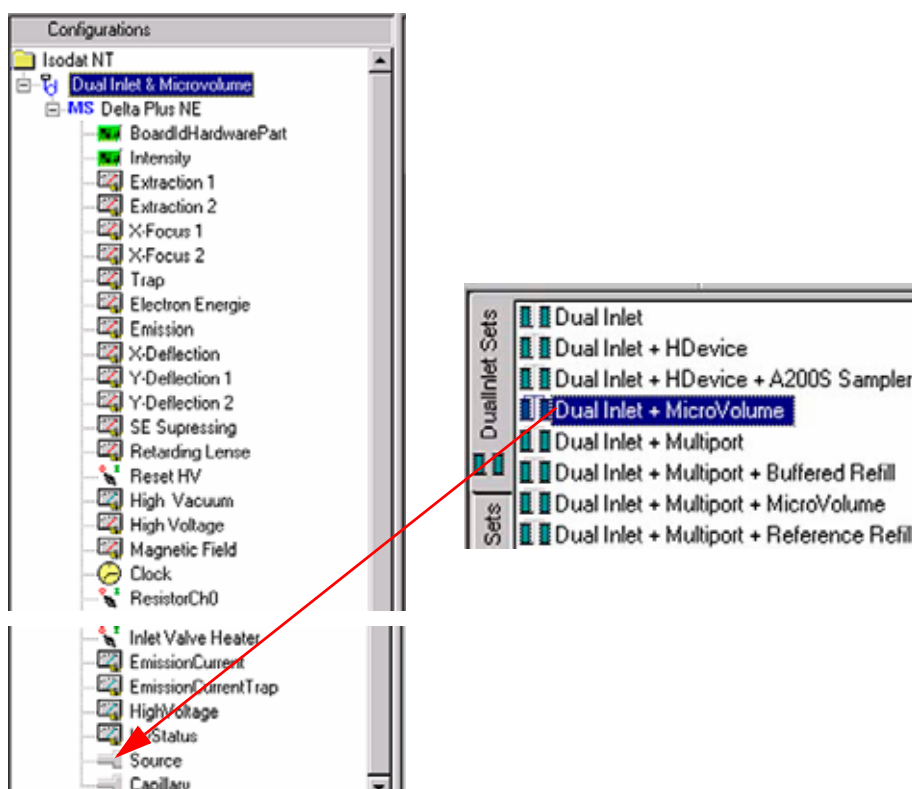 Configurations
Isodat NT
Dual Inlet & Microvolume
MS Delta Plus NE
BoardIdHardwarePart
Intensity
Extraction 1
Extraction 2
X-Focus 1
X-Focus 2
Trap
Electron Energie
Emission
X-Deflection
Y-Deflection 1
Y-Deflection 2
SE Supressing
Retarding Lense
Reset HV
High Vacuum
High Voltage
Magnetic Field
Clock
ResistorCh0
Inlet Valve Heater
EmissionCurrent
EmissionCurrentTrap
HighVoltage
Source
Capillary
DualInlet Sets
Sets
Dual Inlet
Dual Inlet + HDevice
Dual Inlet + HDevice + A200S Sampler
Dual Inlet + MicroVolume
Dual Inlet + Multiport
Dual Inlet + Multiport + Buffered Refill
Dual Inlet + Multiport + MicroVolume
Dual Inlet + Multiport + Reference Refill